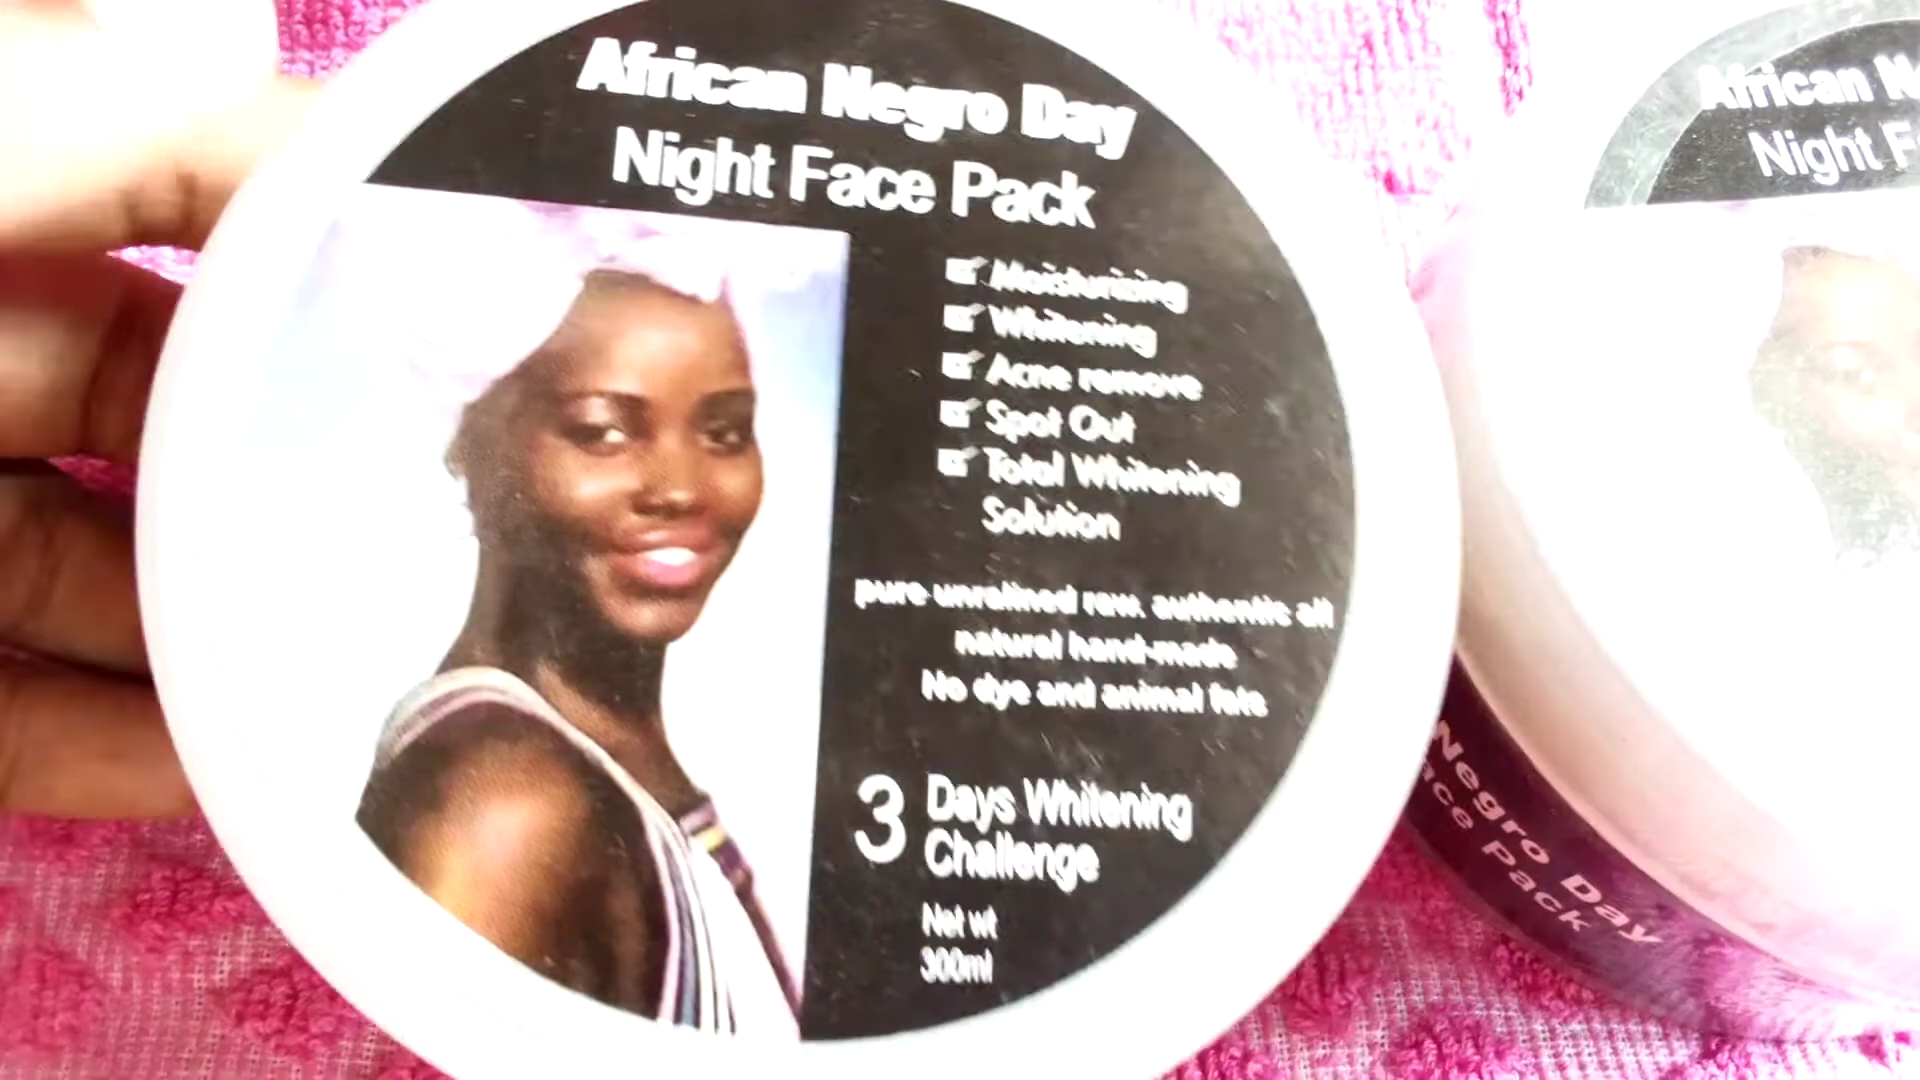 African Negro Day
Night Face Pack
Moisturizing
Whitening
Acne remove
Spot Out
Total Whitening
Solution
pure unrafined raw. authentic all
natural hand-made
No dye and animal fats
3 Days Whitening
Challenge
Net wt
300ml
African
Night
Negro Day
Pack